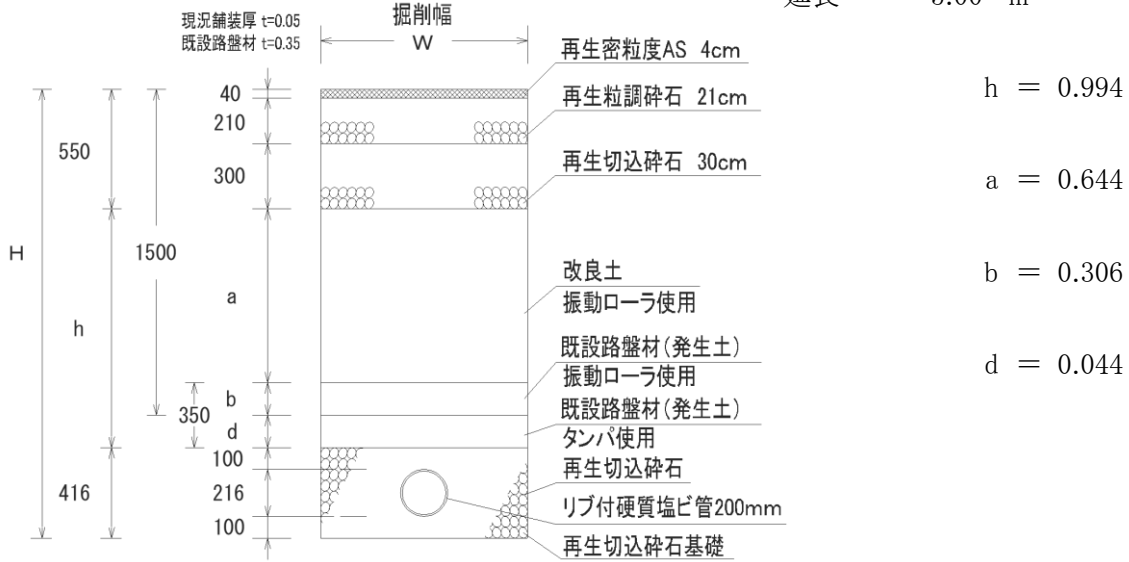 現況舗装厚 t=0.05
既設路盤材 t=0.35
掘削幅
W
延長 3.00 m
再生密粒度AS 4cm
再生粒調砕石 21cm
再生切込砕石 30cm
改良土
振動ローラ使用
既設路盤材(発生土)
振動ローラ使用
既設路盤材(発生土)
タンパ使用
再生切込砕石
リブ付硬質塩ビ管200mm
再生切込砕石基礎
H
550
h
416
1500
350
40
210
300
a
b
d
100
216
100
h = 0.994
a = 0.644
b = 0.306
d = 0.044